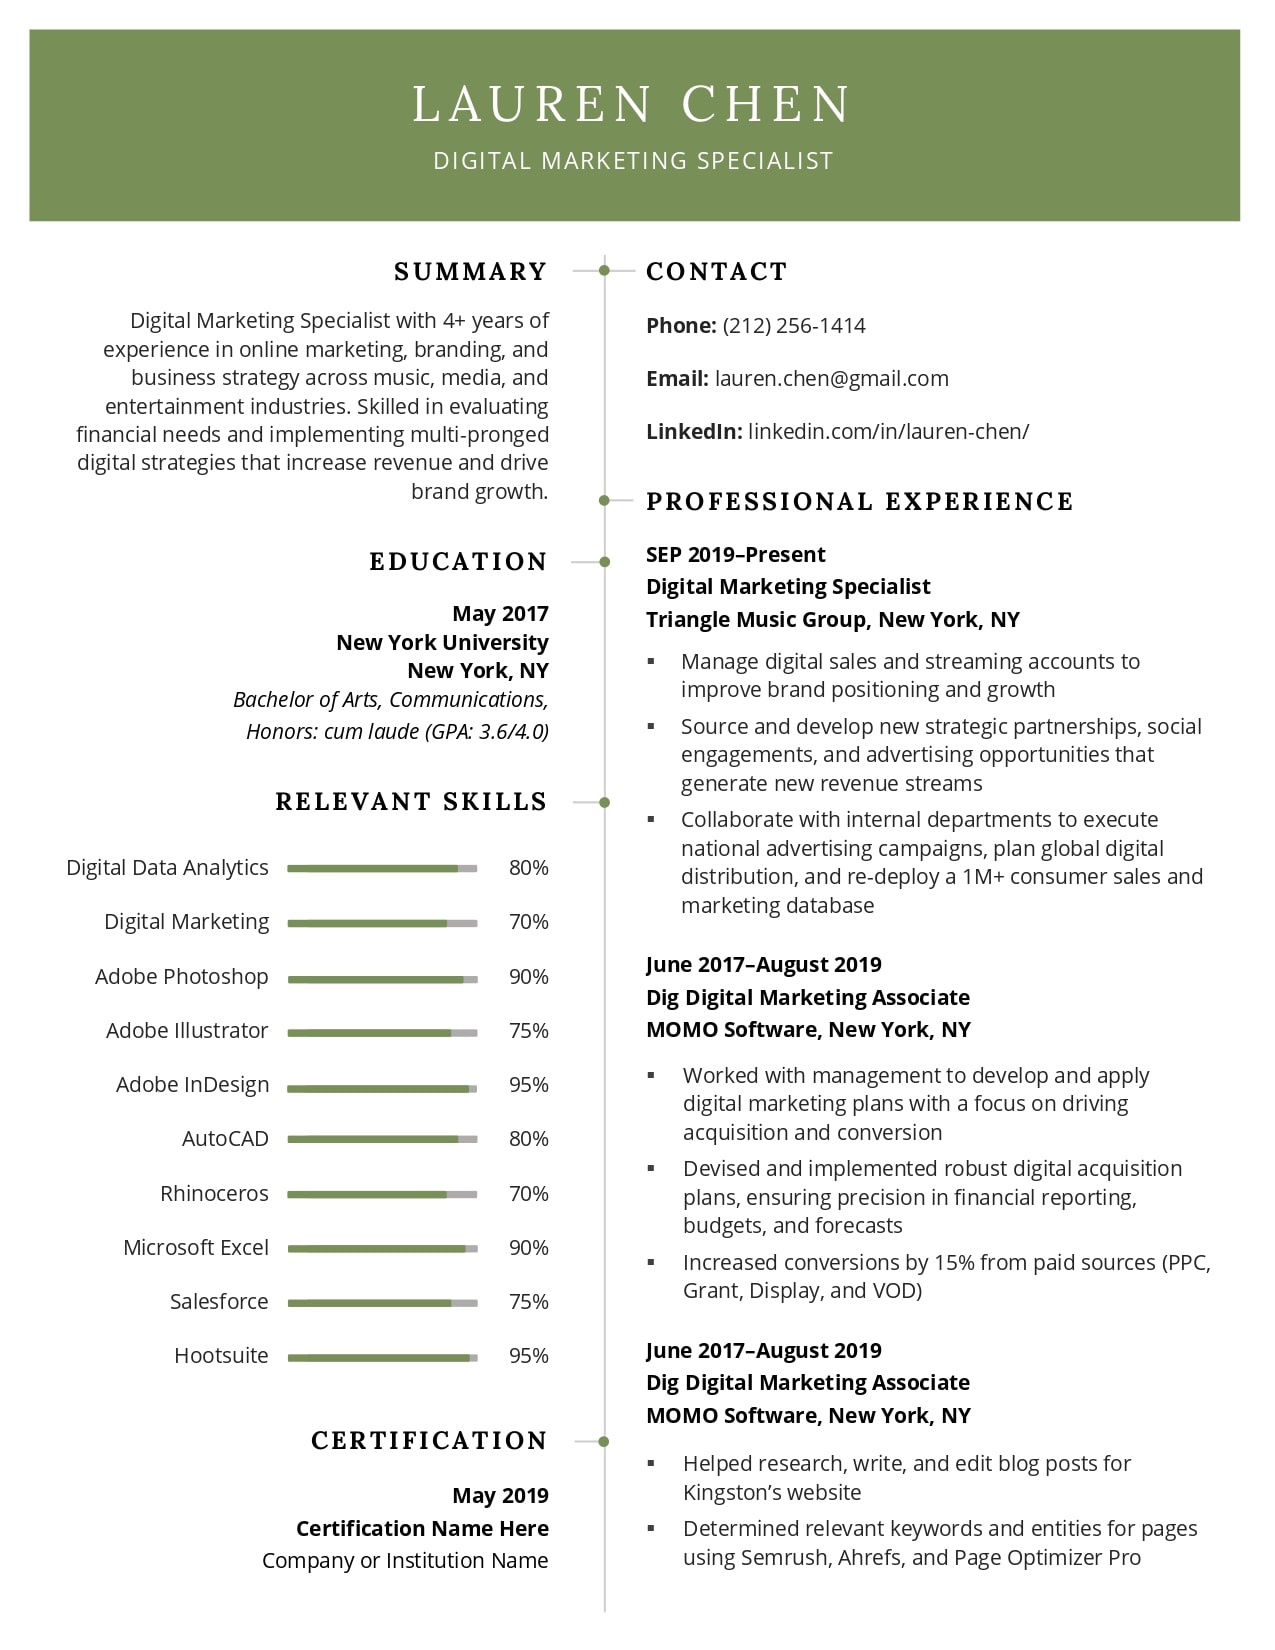 LAUREN CHEN
DIGITAL MARKETING SPECIALIST
SUMMARY
Digital Marketing Specialist with 4+ years of
experience in online marketing, branding, and
business strategy across music, media, and
entertainment industries. Skilled in evaluating
financial needs and implementing multi-pronged
digital strategies that increase revenue and drive
brand growth.
EDUCATION
May 2017
New York University
New York, NY
Bachelor of Arts, Communications,
Honors: cum laude (GPA: 3.6/4.0)
RELEVANT SKILLS
Digital Data Analytics 80%
Digital Marketing 70%
Adobe Photoshop 90%
Adobe Illustrator 75%
Adobe InDesign 95%
AutoCAD 80%
Rhinoceros 70%
Microsoft Excel 90%
Salesforce 75%
Hootsuite 95%
CERTIFICATION
May 2019
Certification Name Here
Company or Institution Name
CONTACT
Phone: (212) 256-1414
Email: lauren.chen@gmail.com
LinkedIn: linkedin.com/in/lauren-chen/
PROFESSIONAL EXPERIENCE
SEP 2019–Present
Digital Marketing Specialist
Triangle Music Group, New York, NY
▪ Manage digital sales and streaming accounts to
improve brand positioning and growth
▪ Source and develop new strategic partnerships, social
engagements, and advertising opportunities that
generate new revenue streams
▪ Collaborate with internal departments to execute
national advertising campaigns, plan global digital
distribution, and re-deploy a 1M+ consumer sales and
marketing database
June 2017–August 2019
Dig Digital Marketing Associate
MOMO Software, New York, NY
▪ Worked with management to develop and apply
digital marketing plans with a focus on driving
acquisition and conversion
▪ Devised and implemented robust digital acquisition
plans, ensuring precision in financial reporting,
budgets, and forecasts
▪ Increased conversions by 15% from paid sources (PPC,
Grant, Display, and VOD)
June 2017–August 2019
Dig Digital Marketing Associate
MOMO Software, New York, NY
▪ Helped research, write, and edit blog posts for
Kingston’s website
▪ Determined relevant keywords and entities for pages
using Semrush, Ahrefs, and Page Optimizer Pro